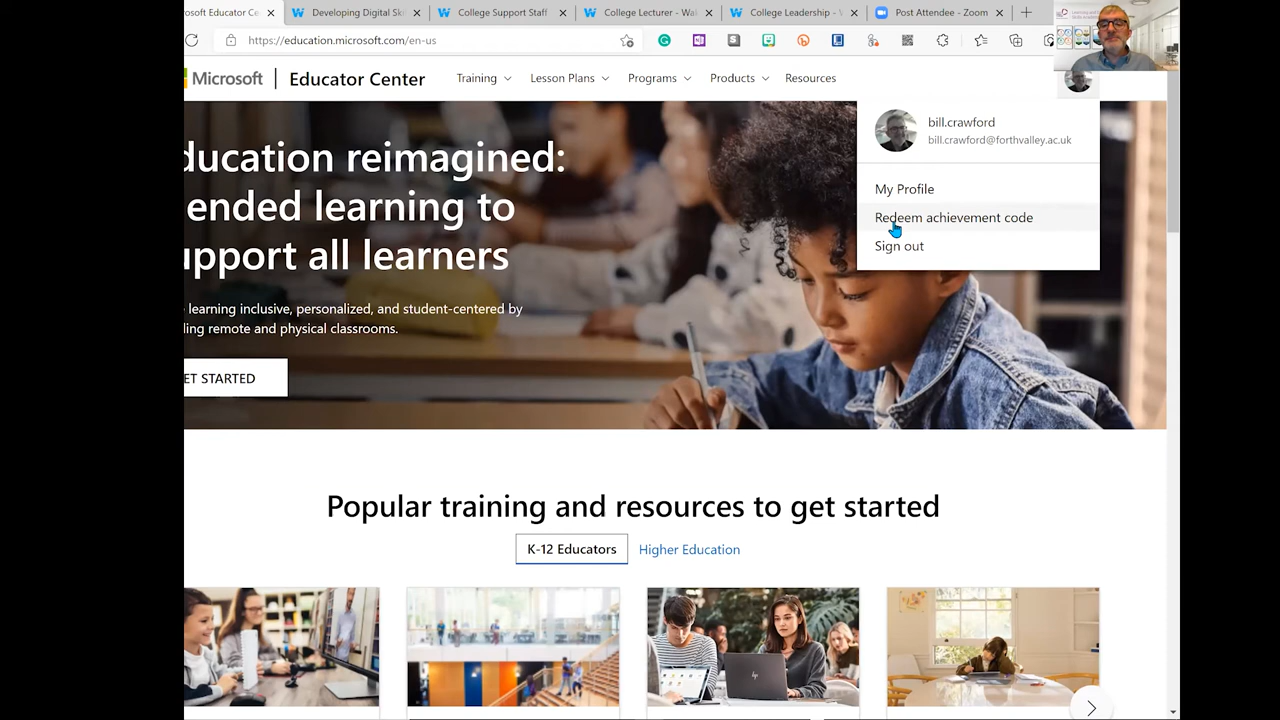 rosoft Educator Ce
Developing Digital Sk
College Support Staff
College Lecturer - Wa
College Leadership -
Post Attendee - Zoom
https://education.microsoft.com/en-us
Microsoft | Educator Center
Training
Lesson Plans
Programs
Products
Resources
bill.crawford
bill.crawford@forthvalley.ac.uk
My Profile
Redeem achievement code
Sign out
ducation reimagined:
ended learning to
upport all learners
learning inclusive, personalized, and student-centered by
ling remote and physical classrooms.
ET STARTED
Popular training and resources to get started
K-12 Educators
Higher Education